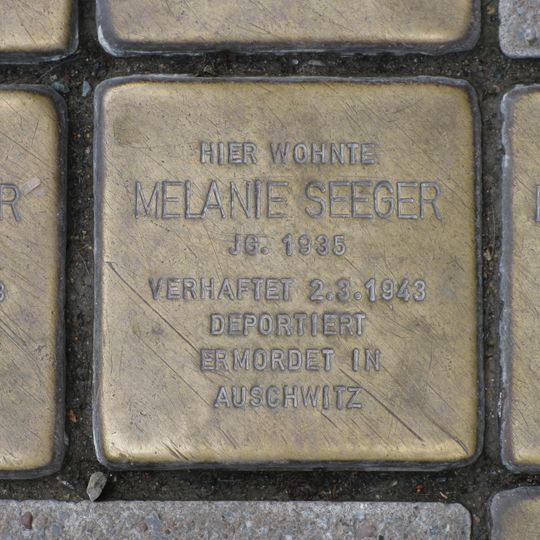 HIER WOHNTE
MELANIE SEEGER
JG. 1935
VERHAFTET 2.3.1943
DEPORTIERT
ERMORDET IN
AUSCHWITZ